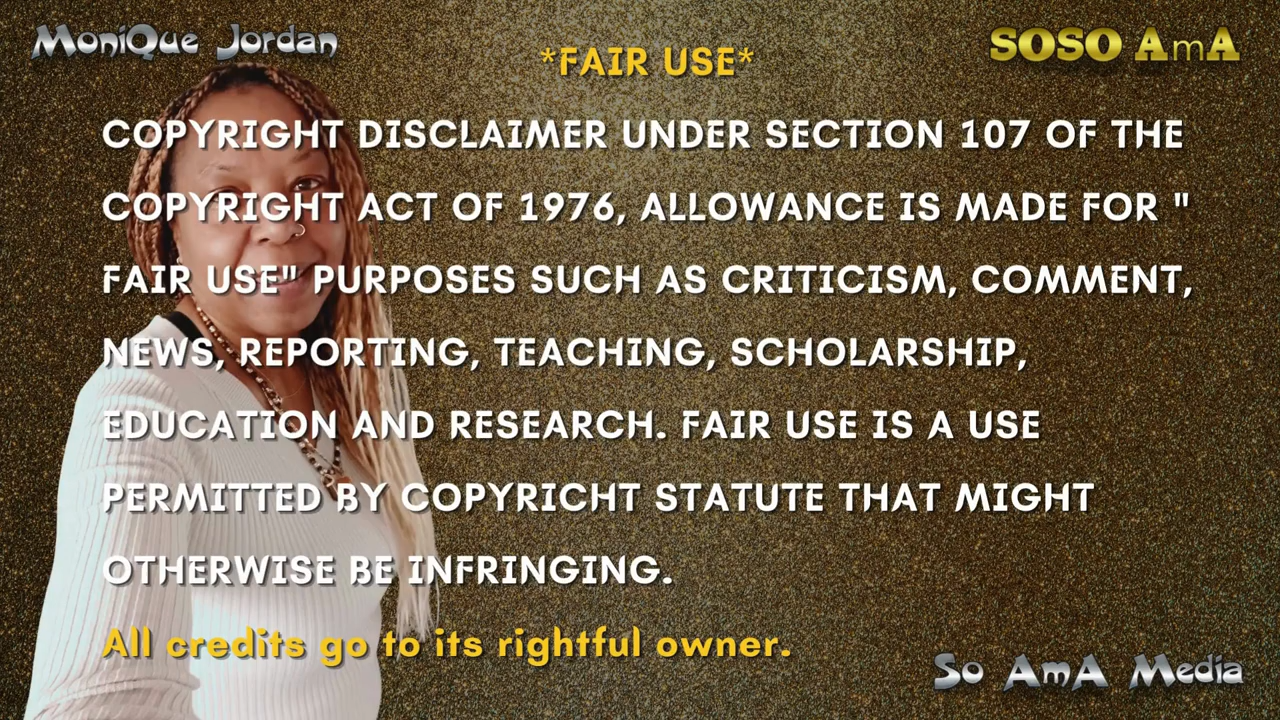 MoniQue Jordan
SOSO AmA
*FAIR USE*
COPYRIGHT DISCLAIMER UNDER SECTION 107 OF THE
COPYRIGHT ACT OF 1976, ALLOWANCE IS MADE FOR "
FAIR USE" PURPOSES SUCH AS CRITICISM, COMMENT,
NEWS, REPORTING, TEACHING, SCHOLARSHIP,
EDUCATION AND RESEARCH. FAIR USE IS A USE
PERMITTED BY COPYRICHT STATUTE THAT MIGHT
OTHERWISE BE INFRINGING.
All credits go to its rightful owner.
So AmA Media